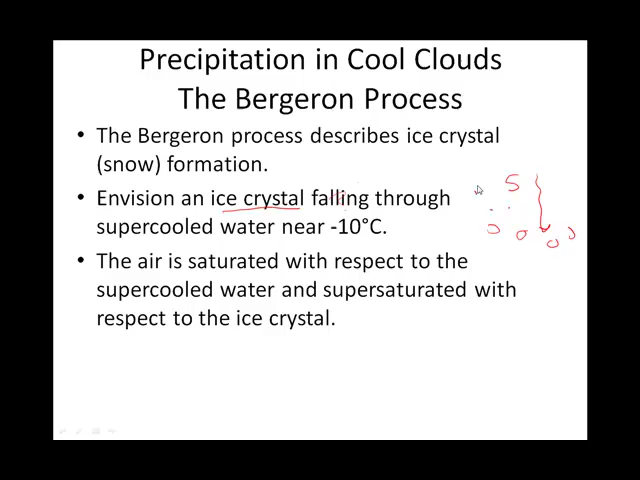 Precipitation in Cool Clouds
The Bergeron Process
• The Bergeron process describes ice crystal
(snow) formation.
• Envision an ice crystal falling through
supercooled water near -10°C.
• The air is saturated with respect to the
supercooled water and supersaturated with
respect to the ice crystal.